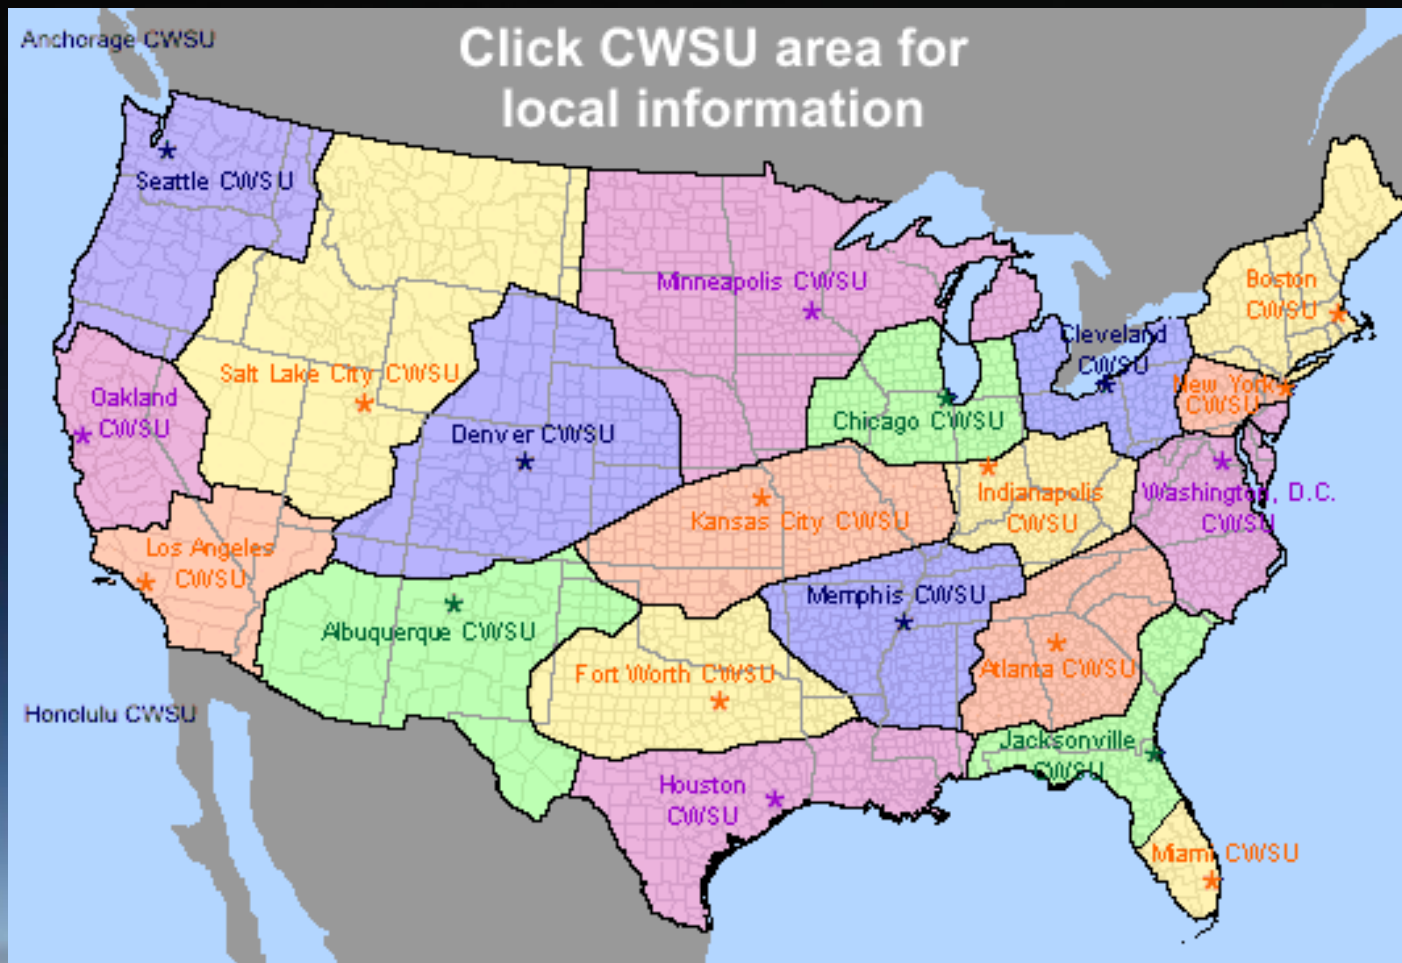 Anchorage CWSU
Click CWSU area for
local information
Seattle CWSU
Minneapolis CWSU
Boston
CWSU
Cleveland
CWSU
Salt Lake City CWSU
New York
CWSU
Oakland
CWSU
Chicago CWSU
Denver CWSU
Indianapolis
CWSU
Washington, D.C.
CWSU
Kansas City CWSU
Los Angeles
CWSU
Memphis CWSU
Albuquerque CWSU
Fort Worth CWSU
Atlanta CWSU
Honolulu CWSU
Jacksonville
CWSU
Houston
CWSU
Miami CWSU